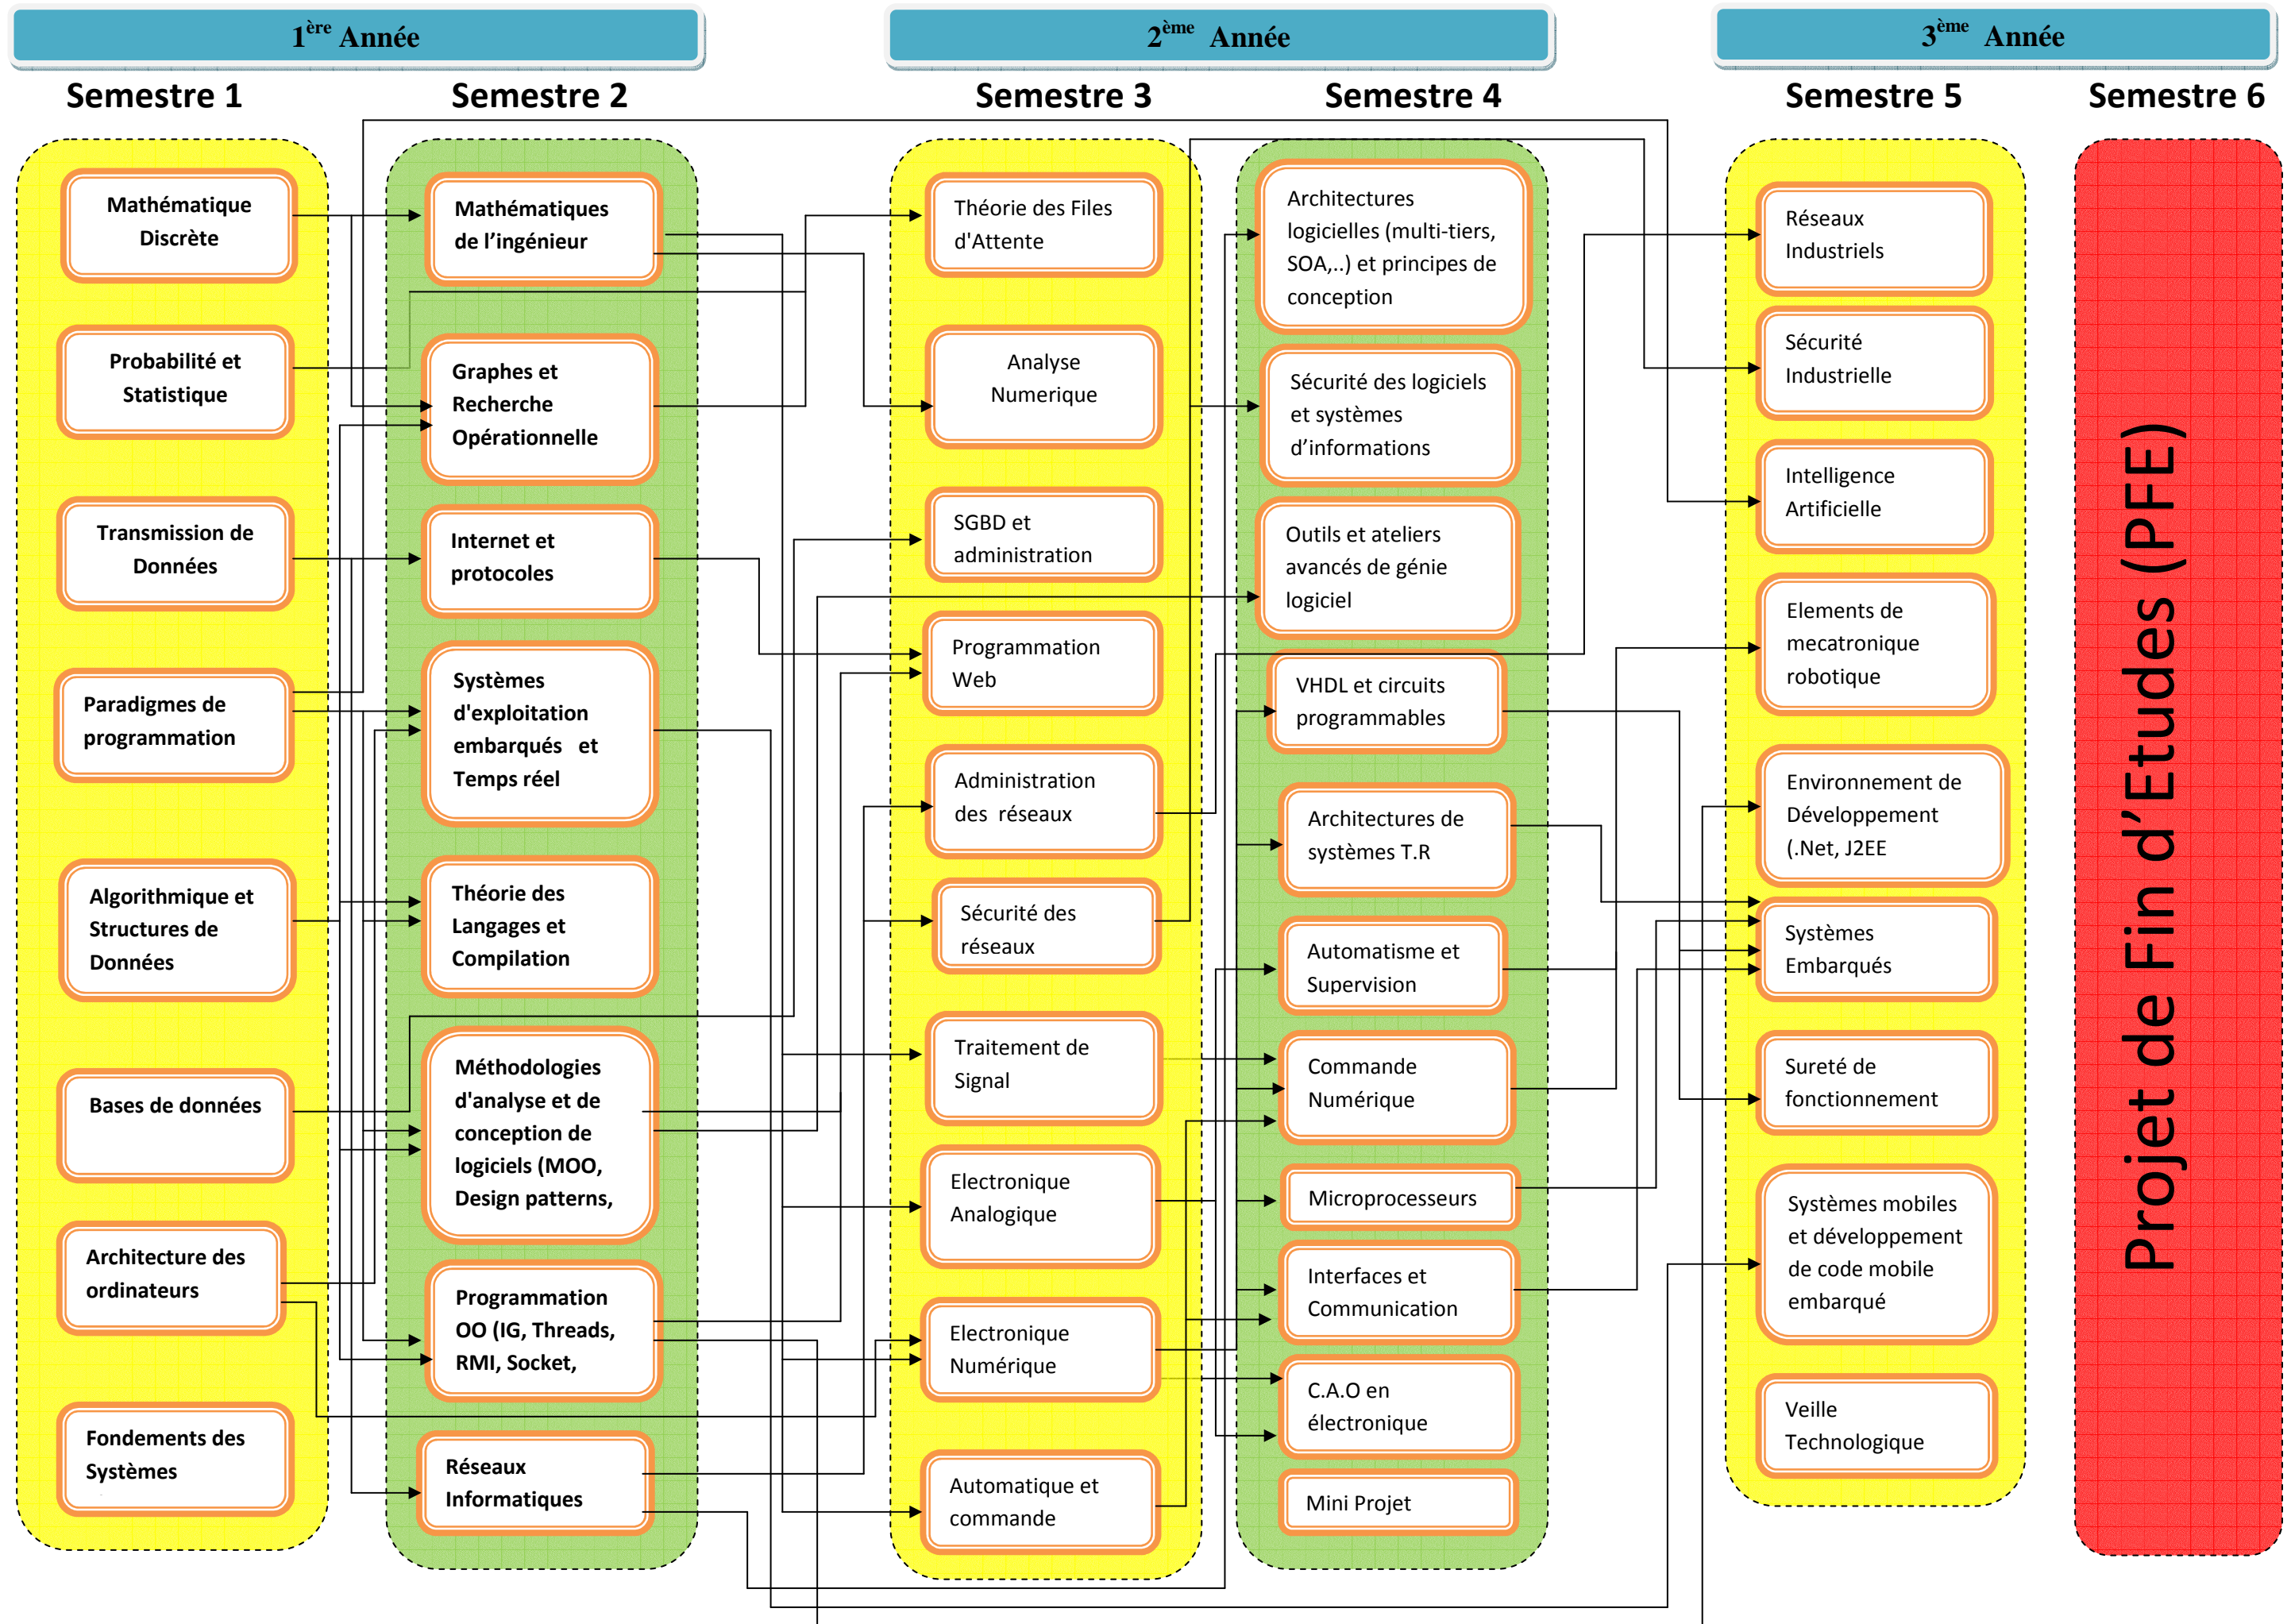 1ère Année
2ème Année
3ème Année
Semestre 1
Semestre 2
Semestre 3
Semestre 4
Semestre 5
Semestre 6
Mathématique
Discrète
Probabilité et
Statistique
Transmission de
Données
Paradigmes de
programmation
Algorithmique et
Structures de
Données
Bases de données
Architecture des
ordinateurs
Fondements des
Systèmes
Mathématiques
de l’ingénieur
Graphes et
Recherche
Opérationnelle
Internet et
protocoles
Systèmes
d'exploitation
embarqués et
Temps réel
Théorie des
Langages et
Compilation
Méthodologies
d'analyse et de
conception de
logiciels (MOO,
Design patterns,
Programmation
OO (IG, Threads,
RMI, Socket,
Réseaux
Informatiques
Théorie des Files
d'Attente
Analyse
Numerique
SGBD et
administration
Programmation
Web
Administration
des réseaux
Sécurité des
réseaux
Traitement de
Signal
Electronique
Analogique
Electronique
Numérique
Automatique et
commande
Architectures
logicielles (multi-tiers,
SOA,..) et principes de
conception
Sécurité des logiciels
et systèmes
d’informations
Outils et ateliers
avancés de génie
logiciel
VHDL et circuits
programmables
Architectures de
systèmes T.R
Automatisme et
Supervision
Commande
Numérique
Microprocesseurs
Interfaces et
Communication
C.A.O en
électronique
Mini Projet
Réseaux
Industriels
Sécurité
Industrielle
Intelligence
Artificielle
Elements de
mecatronique
robotique
Environnement de
Développement
(.Net, J2EE
Systèmes
Embarqués
Sureté de
fonctionnement
Systèmes mobiles
et développement
de code mobile
embarqué
Veille
Technologique
Projet de Fin d’Etudes (PFE)